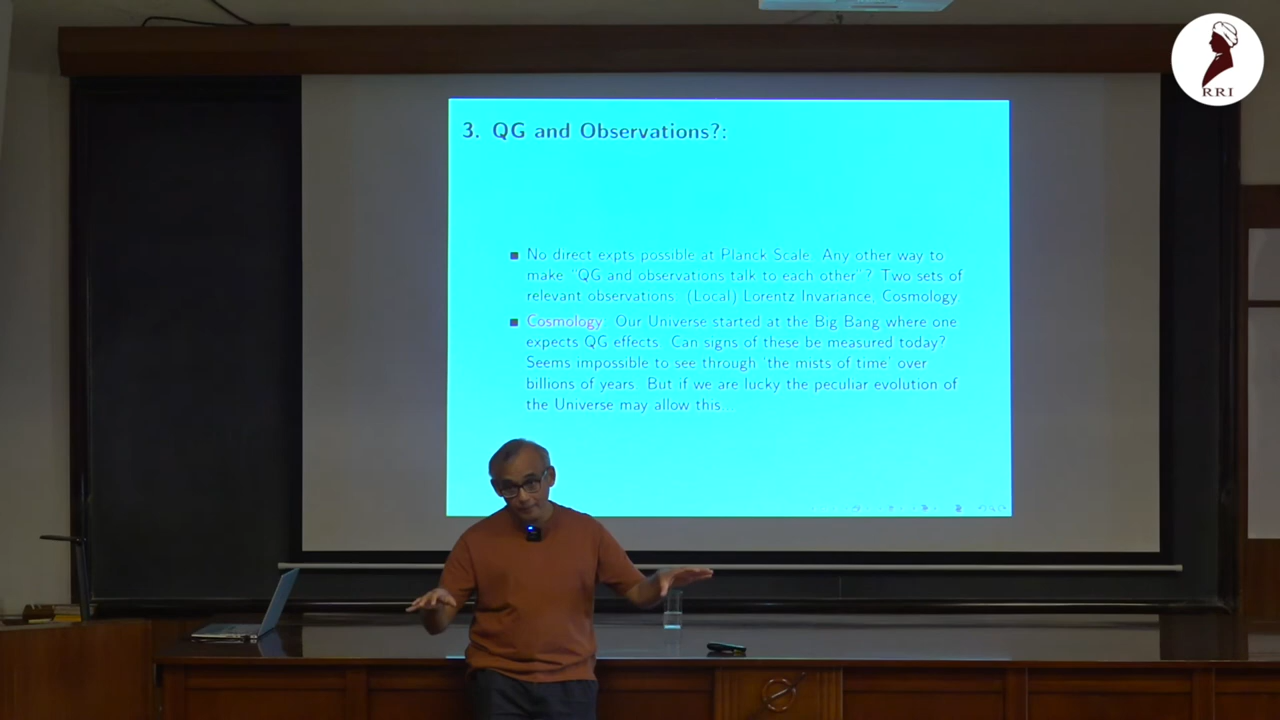 RRI
3. QG and Observations?:
No direct expts possible at Planck Scale. Any other way to
make "QG and observations talk to each other"? Two sets of
relevant observations: (Local) Lorentz Invariance, Cosmology.
Cosmology: Our Universe started at the Big Bang where one
expects QG effects. Can signs of these be measured today?
Seems impossible to see through 'the mists of time' over
billions of years. But if we are lucky the peculiar evolution of
the Universe may allow this...